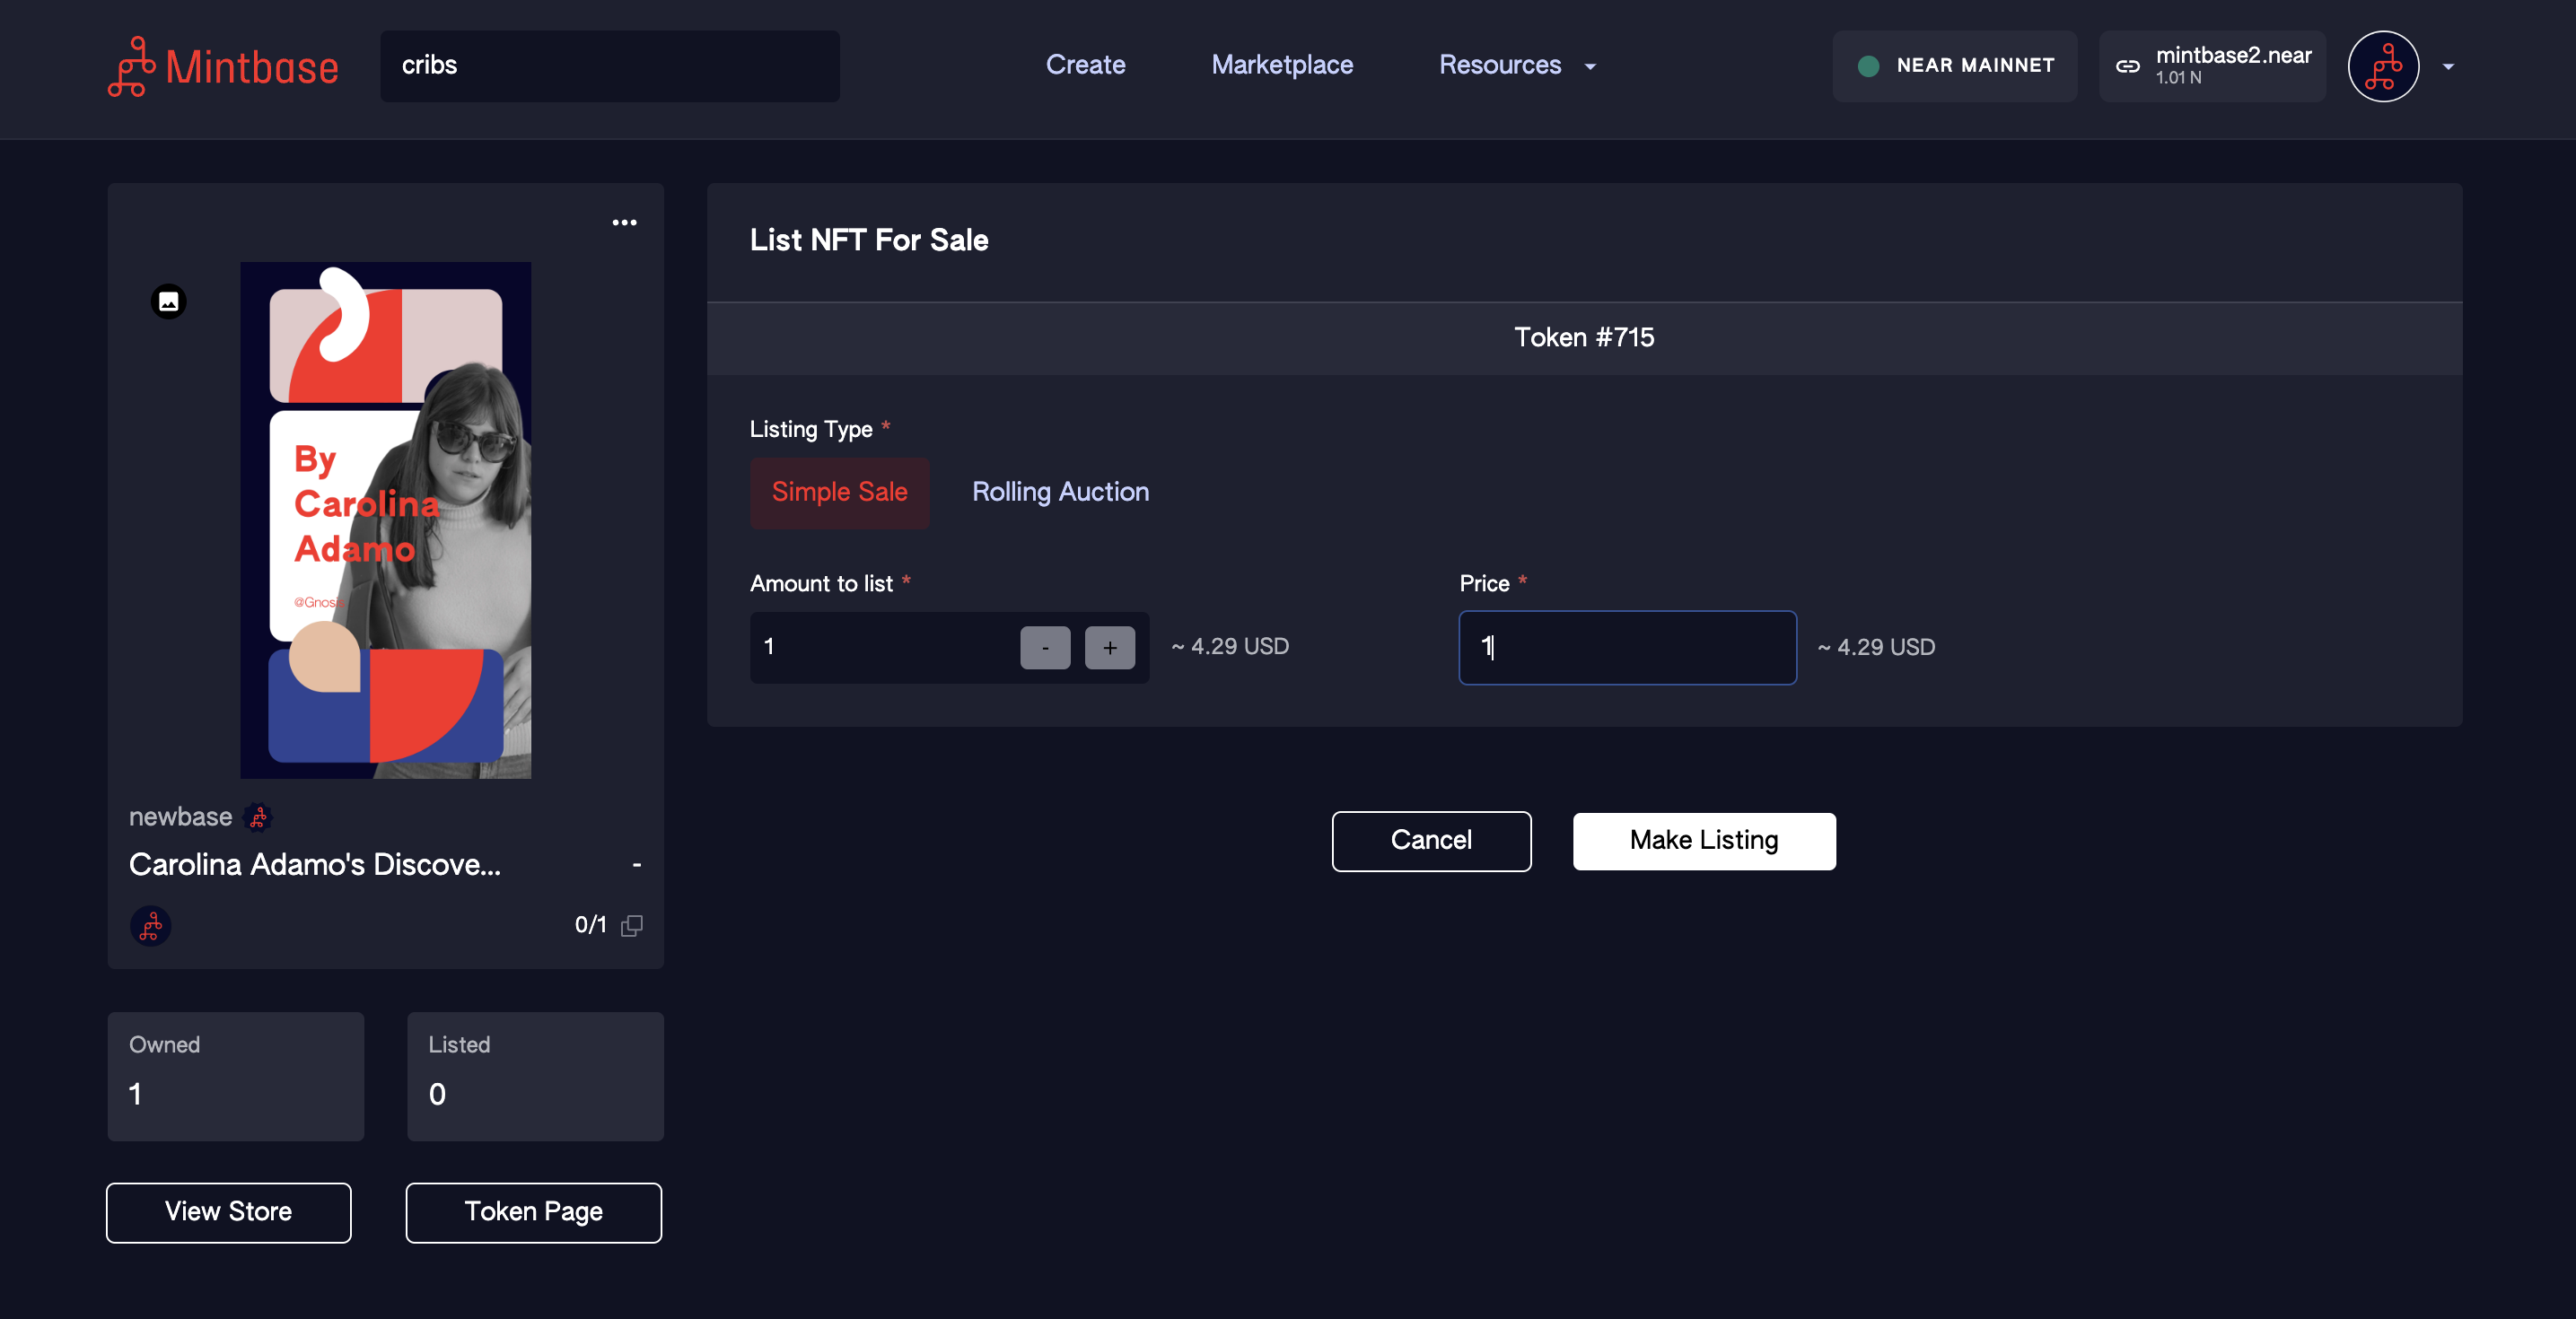 Mintbase
cribs
Create
Marketplace
Resources
NEAR MAINNET
mintbase2.near
1.01 N
...
By
Carolina
Adamo
newbase
Carolina Adamo's Discove...
-
0/1
Owned
1
Listed
0
View Store
Token Page
List NFT For Sale
Token #715
Listing Type *
Simple Sale
Rolling Auction
Amount to list *
1
-
+
~ 4.29 USD
Price *
1
~ 4.29 USD
Cancel
Make Listing